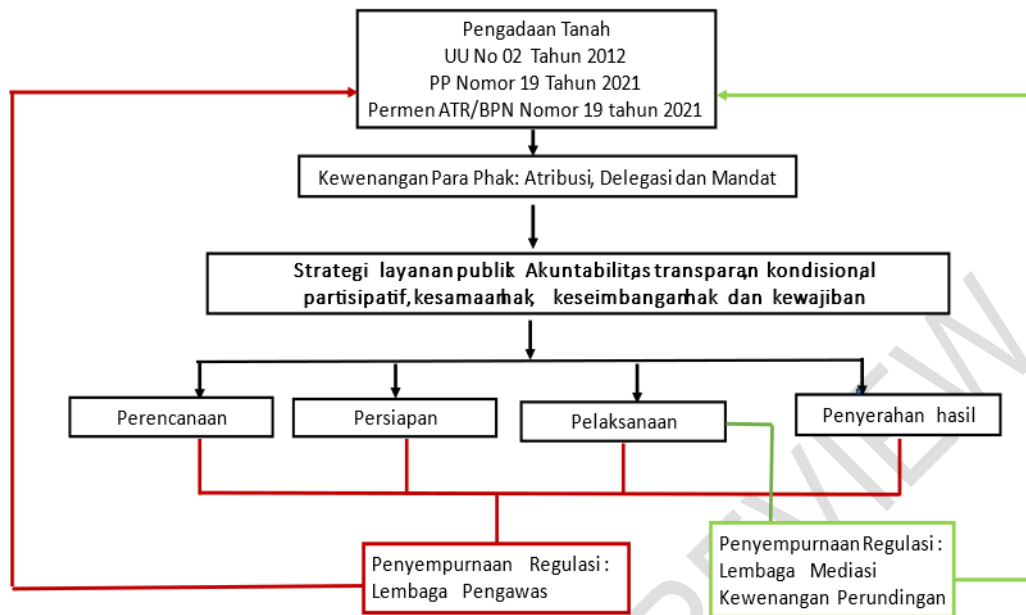 Pengadaan Tanah
UU No 02 Tahun 2012
PP Nomor 19 Tahun 2021
Permen ATR/BPN Nomor 19 tahun 2021
Kewenangan Para Phak: Atribusi, Delegasi dan Mandat
Strategi layanan publik Akuntabilitas transparan kondisional
partisipatif, kesamaan hak, keseimbangan hak dan kewajiban
Perencanaan
Persiapan
Pelaksanaan
Penyerahan hasil
Penyempurnaan Regulasi :
Lembaga Pengawas
Penyempurnaan Regulasi :
Lembaga Mediasi
Kewenangan Perundingan
REVIEW